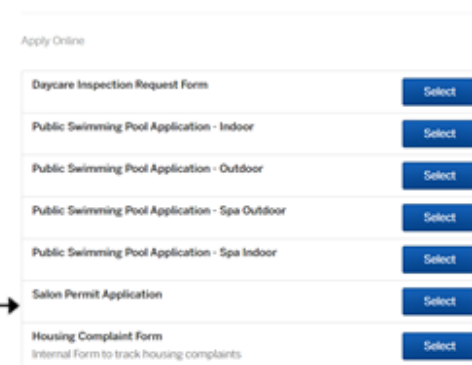 Apply Online
Daycare Inspection Request Form Select
Public Swimming Pool Application - Indoor Select
Public Swimming Pool Application - Outdoor Select
Public Swimming Pool Application - Spa Outdoor Select
Public Swimming Pool Application - Spa Indoor Select
Salon Permit Application Select
Housing Complaint Form Select
Internal Form to track housing complaints